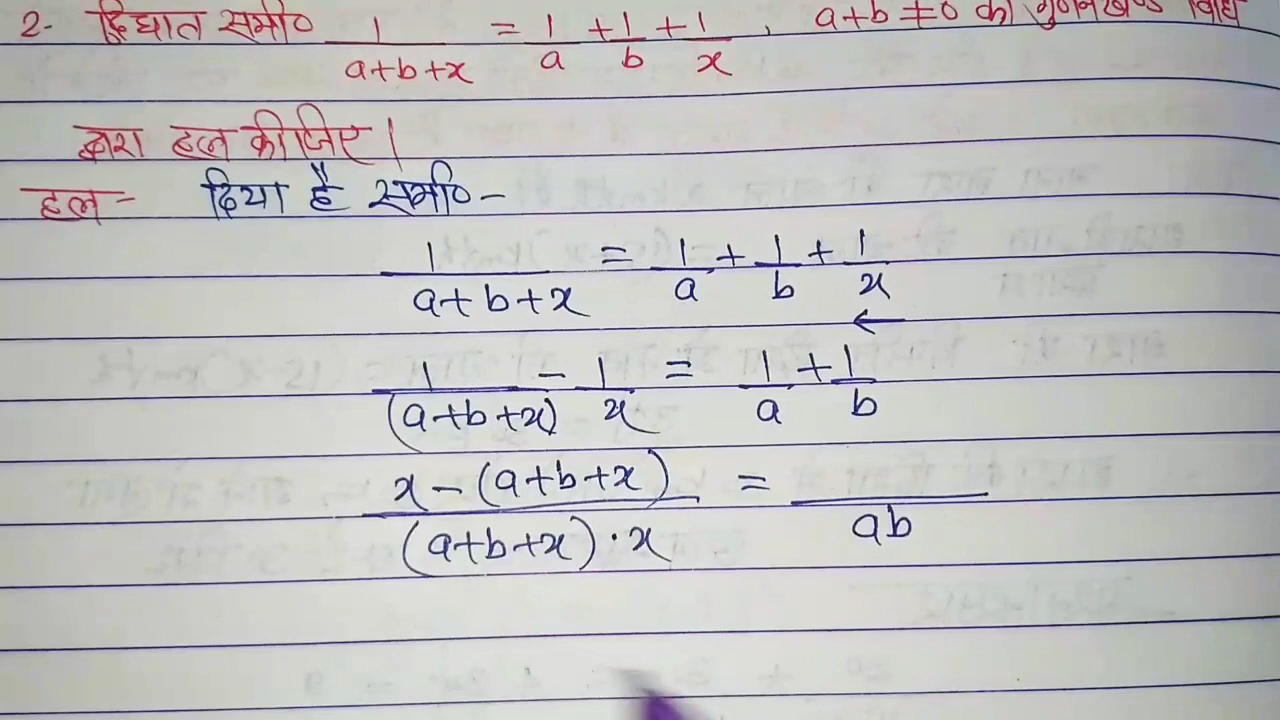 2- द्विघात समी० 1/(a+b+x) = 1/a + 1/b + 1/x , a+b≠0 को गुणनखण्ड विधि
द्वारा हल कीजिए।
हल- दिया है समी०-
1/(a+b+x) = 1/a + 1/b + 1/x
←
1/(a+b+x) - 1/x = 1/a + 1/b
x-(a+b+x)/(a+b+x)·x = /ab